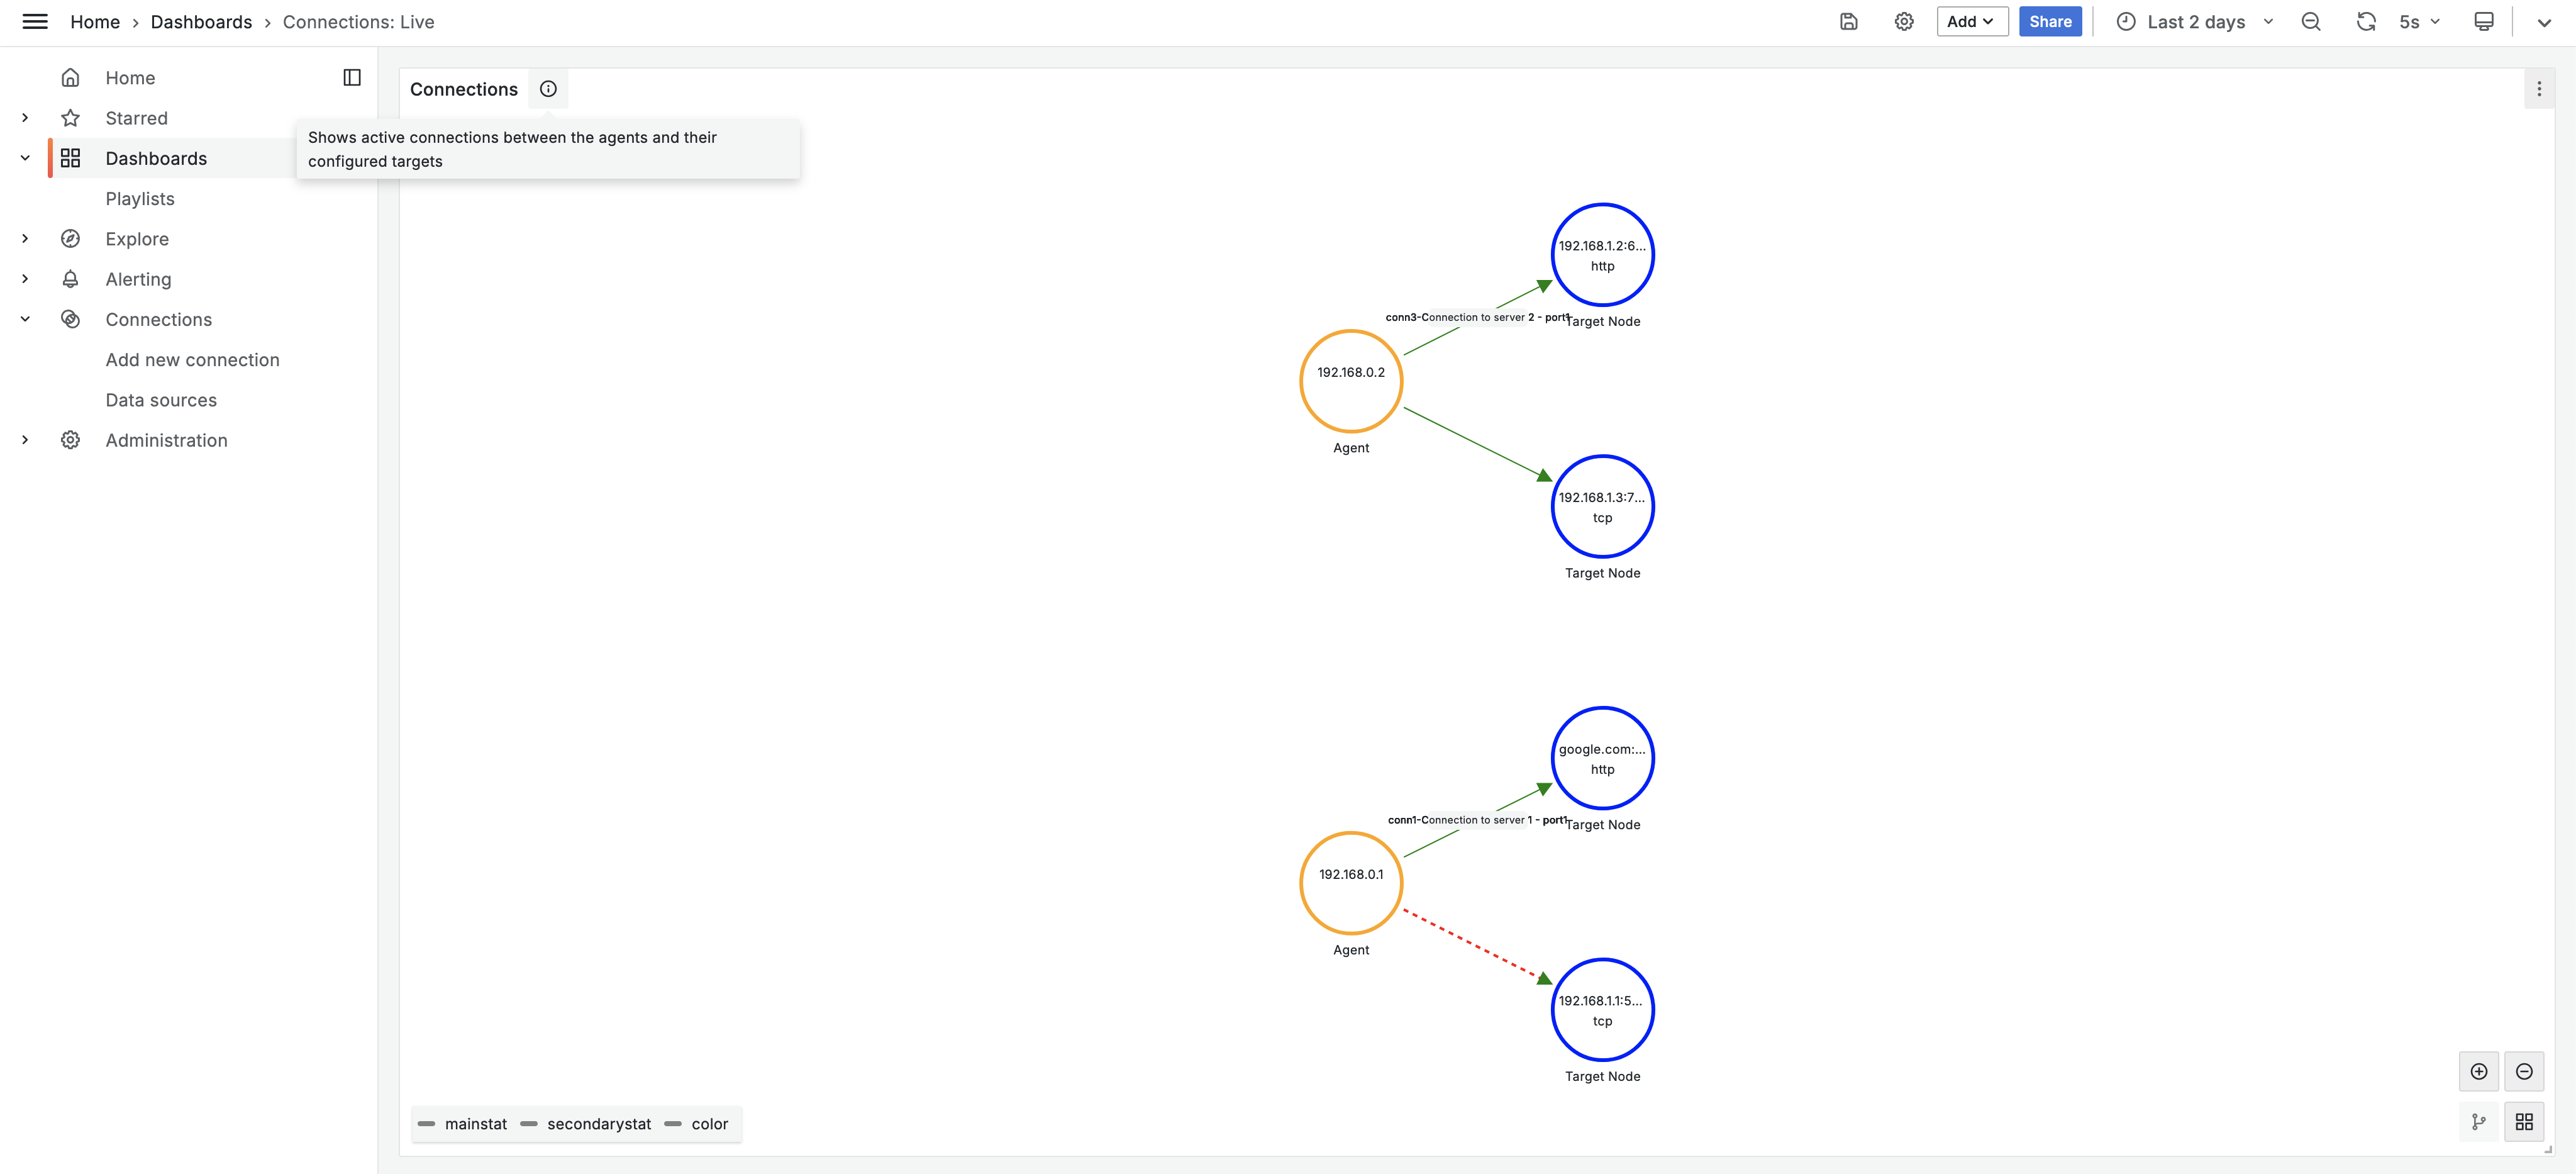 Home › Dashboards › Connections: Live
Add
Share
Last 2 days
5s
Home
Starred
Dashboards
Playlists
Explore
Alerting
Connections
Add new connection
Data sources
Administration
Connections
Shows active connections between the agents and their
configured targets
192.168.1.2:6...
http
Target Node
conn3-Connection to server 2 - port1
192.168.0.2
Agent
192.168.1.3:7...
tcp
Target Node
google.com:...
http
Target Node
conn1-Connection to server 1 - port1
192.168.0.1
Agent
192.168.1.1:5...
tcp
Target Node
mainstat secondarystat color